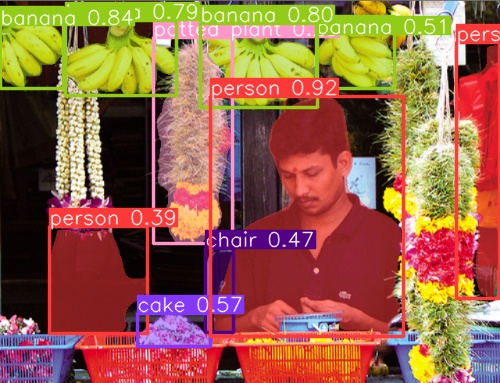 banana 0.84
0.79
banana 0.80
banana 0.51
potted plant 0.
pers
person 0.92
person 0.39
chair 0.47
cake 0.57